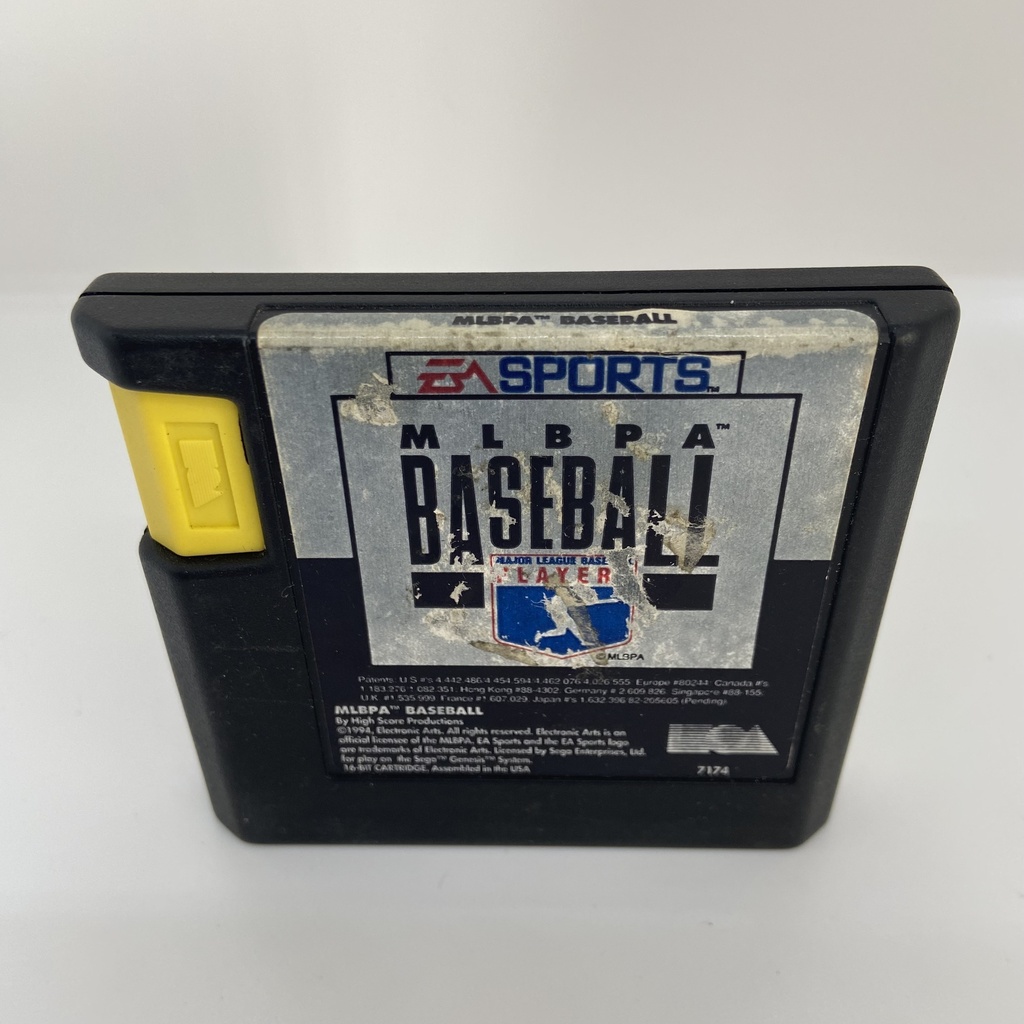 MLBPA™ BASEBALL
EA SPORTS™
MLBPA™
BASEBALL
MAJOR LEAGUE BASE
PLAYER
©MLBPA
Patents: U.S. #'s 4,442,486/4,454,594/4,462,076/4,026,555; Europe #80244; Canada #'s
1,183,276/1,082,351; Hong Kong #88-4302; Germany # 2,609,826; Singapore #88-155;
U.K. #1,535,999; France #1,607,029; Japan #'s 1,632,396/82-205605 (Pending)
MLBPA™ BASEBALL
By High Score Productions
©1994, Electronic Arts. All rights reserved. Electronic Arts is an
official licensee of the MLBPA. EA Sports and the EA Sports logo
are trademarks of Electronic Arts. Licensed by Sega Enterprises, Ltd.
for play on the Sega™ Genesis™ System.
16-BIT CARTRIDGE. Assembled in the USA
7174